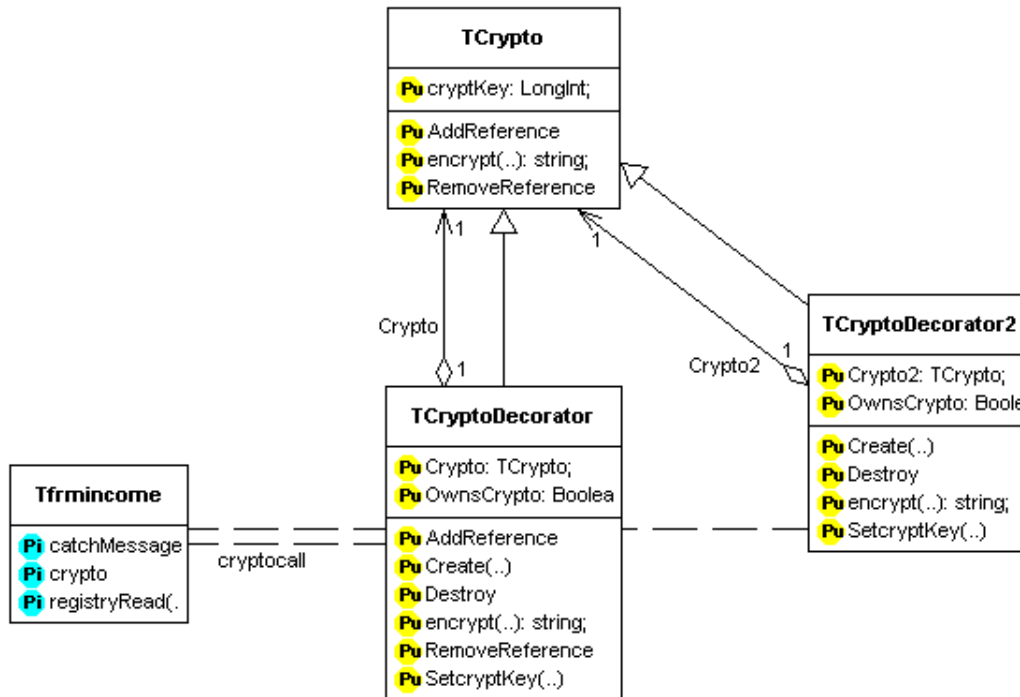 TCrypto
Pu cryptKey: LongInt;
Pu AddReference
Pu encrypt(..): string;
Pu RemoveReference
1
1
Crypto
1
Crypto2
1
TCryptoDecorator2
Pu Crypto2: TCrypto;
Pu OwnsCrypto: Boole
Pu Create(..)
Pu Destroy
Pu encrypt(..): string;
Pu SetcryptKey(..)
TCryptoDecorator
Pu Crypto: TCrypto;
Pu OwnsCrypto: Boolea
Pu AddReference
Pu Create(..)
Pu Destroy
Pu encrypt(..): string;
Pu RemoveReference
Pu SetcryptKey(..)
Tfrmincome
Pi catchMessage
Pi crypto
Pi registryRead(.
cryptocall